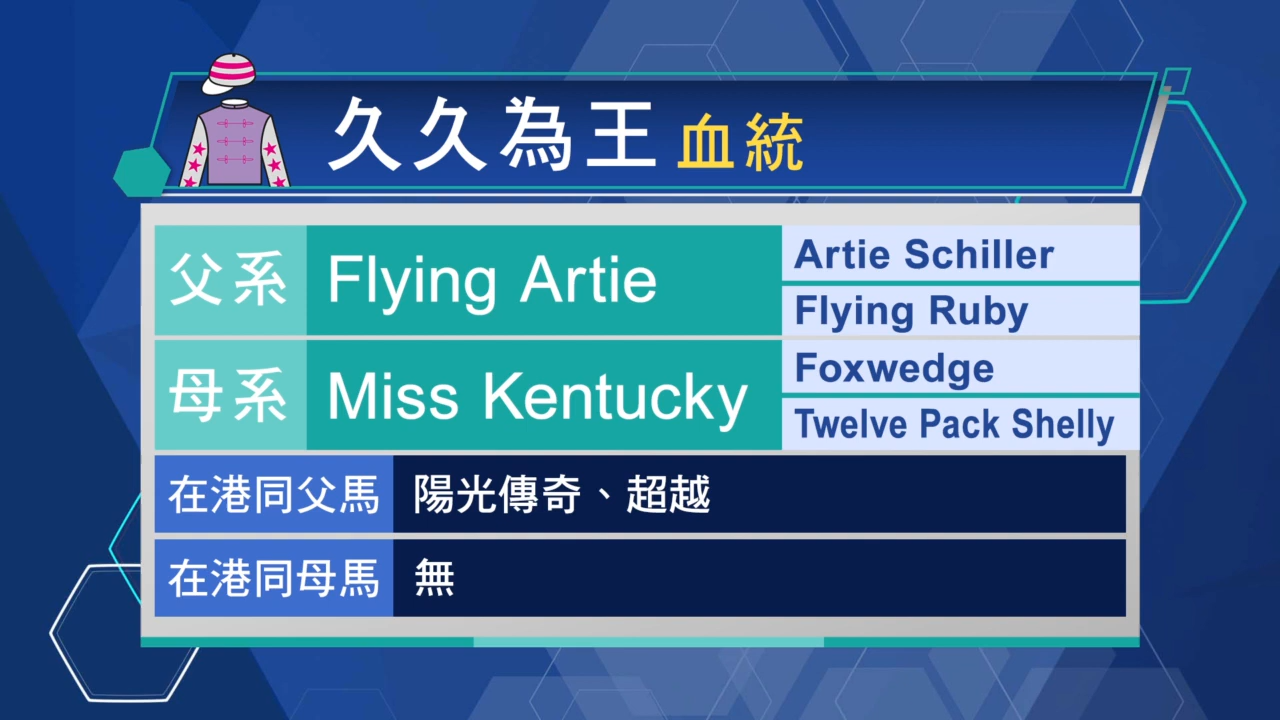 久久為王 血統
父系 Flying Artie
Artie Schiller
Flying Ruby
母系 Miss Kentucky
Foxwedge
Twelve Pack Shelly
在港同父馬 陽光傳奇、超越
在港同母馬 無